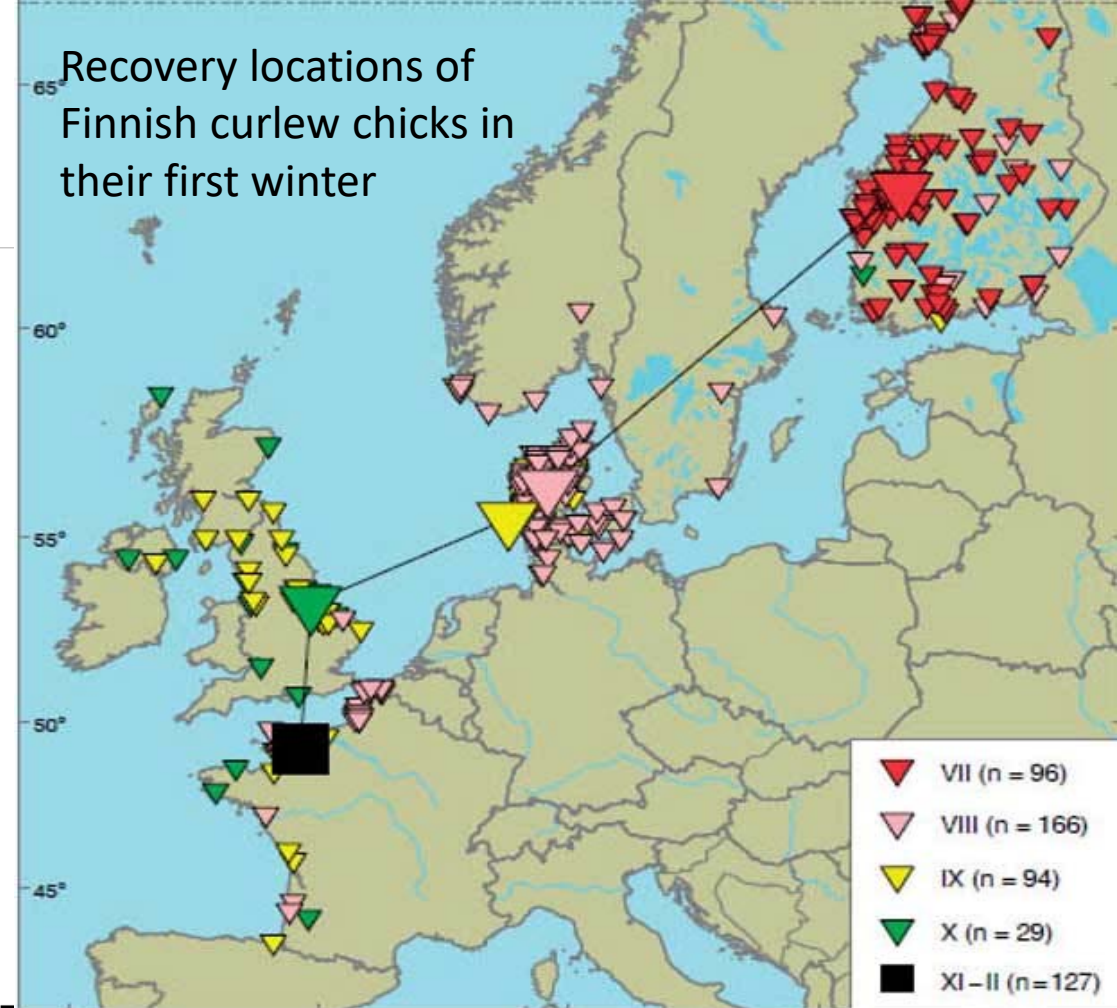 Recovery locations of
Finnish curlew chicks in
their first winter
65°
60°
55°
50°
45°
VII (n = 96)
VIII (n = 166)
IX (n = 94)
X (n = 29)
XI–II (n=127)